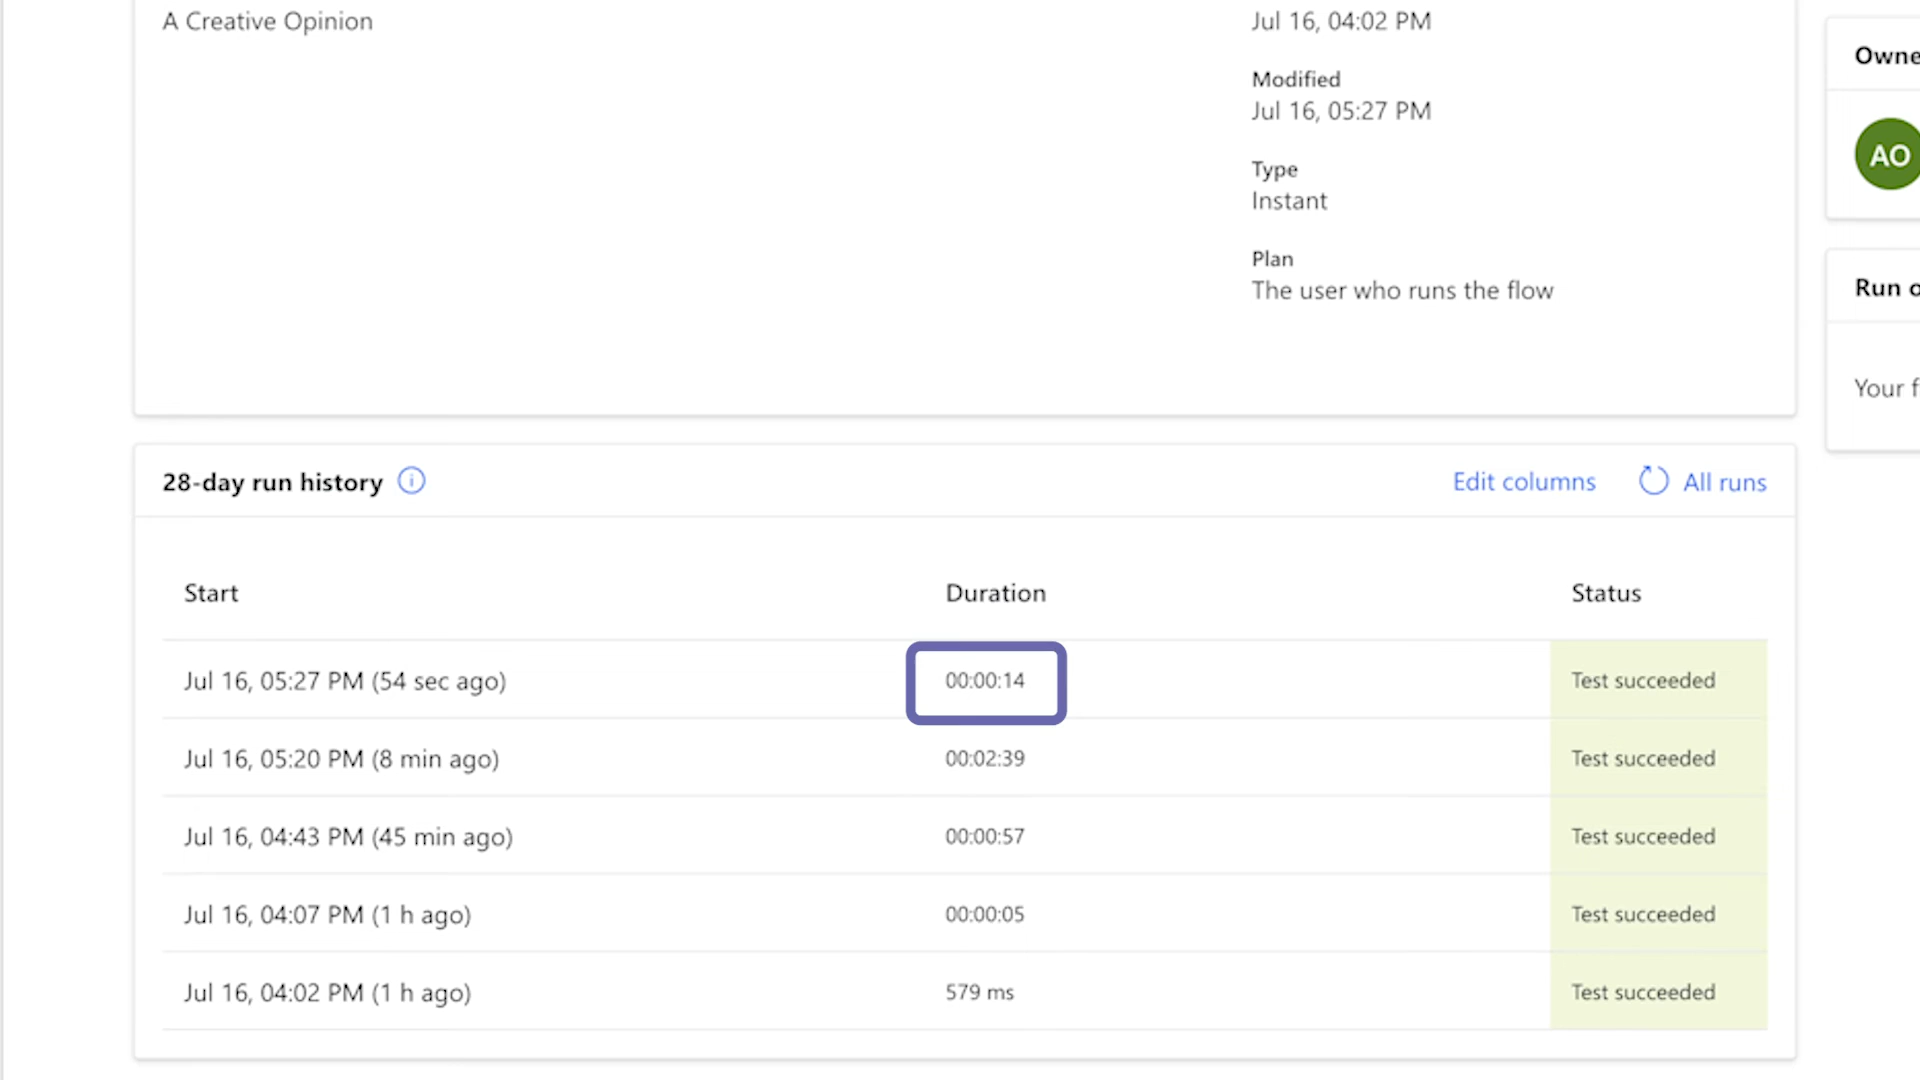 A Creative Opinion
Jul 16, 04:02 PM
Modified
Jul 16, 05:27 PM
Type
Instant
Plan
The user who runs the flow
Owne
AO
Run o
Your f
28-day run history
Edit columns
All runs
Start Duration Status
Jul 16, 05:27 PM (54 sec ago) 00:00:14 Test succeeded
Jul 16, 05:20 PM (8 min ago) 00:02:39 Test succeeded
Jul 16, 04:43 PM (45 min ago) 00:00:57 Test succeeded
Jul 16, 04:07 PM (1 h ago) 00:00:05 Test succeeded
Jul 16, 04:02 PM (1 h ago) 579 ms Test succeeded